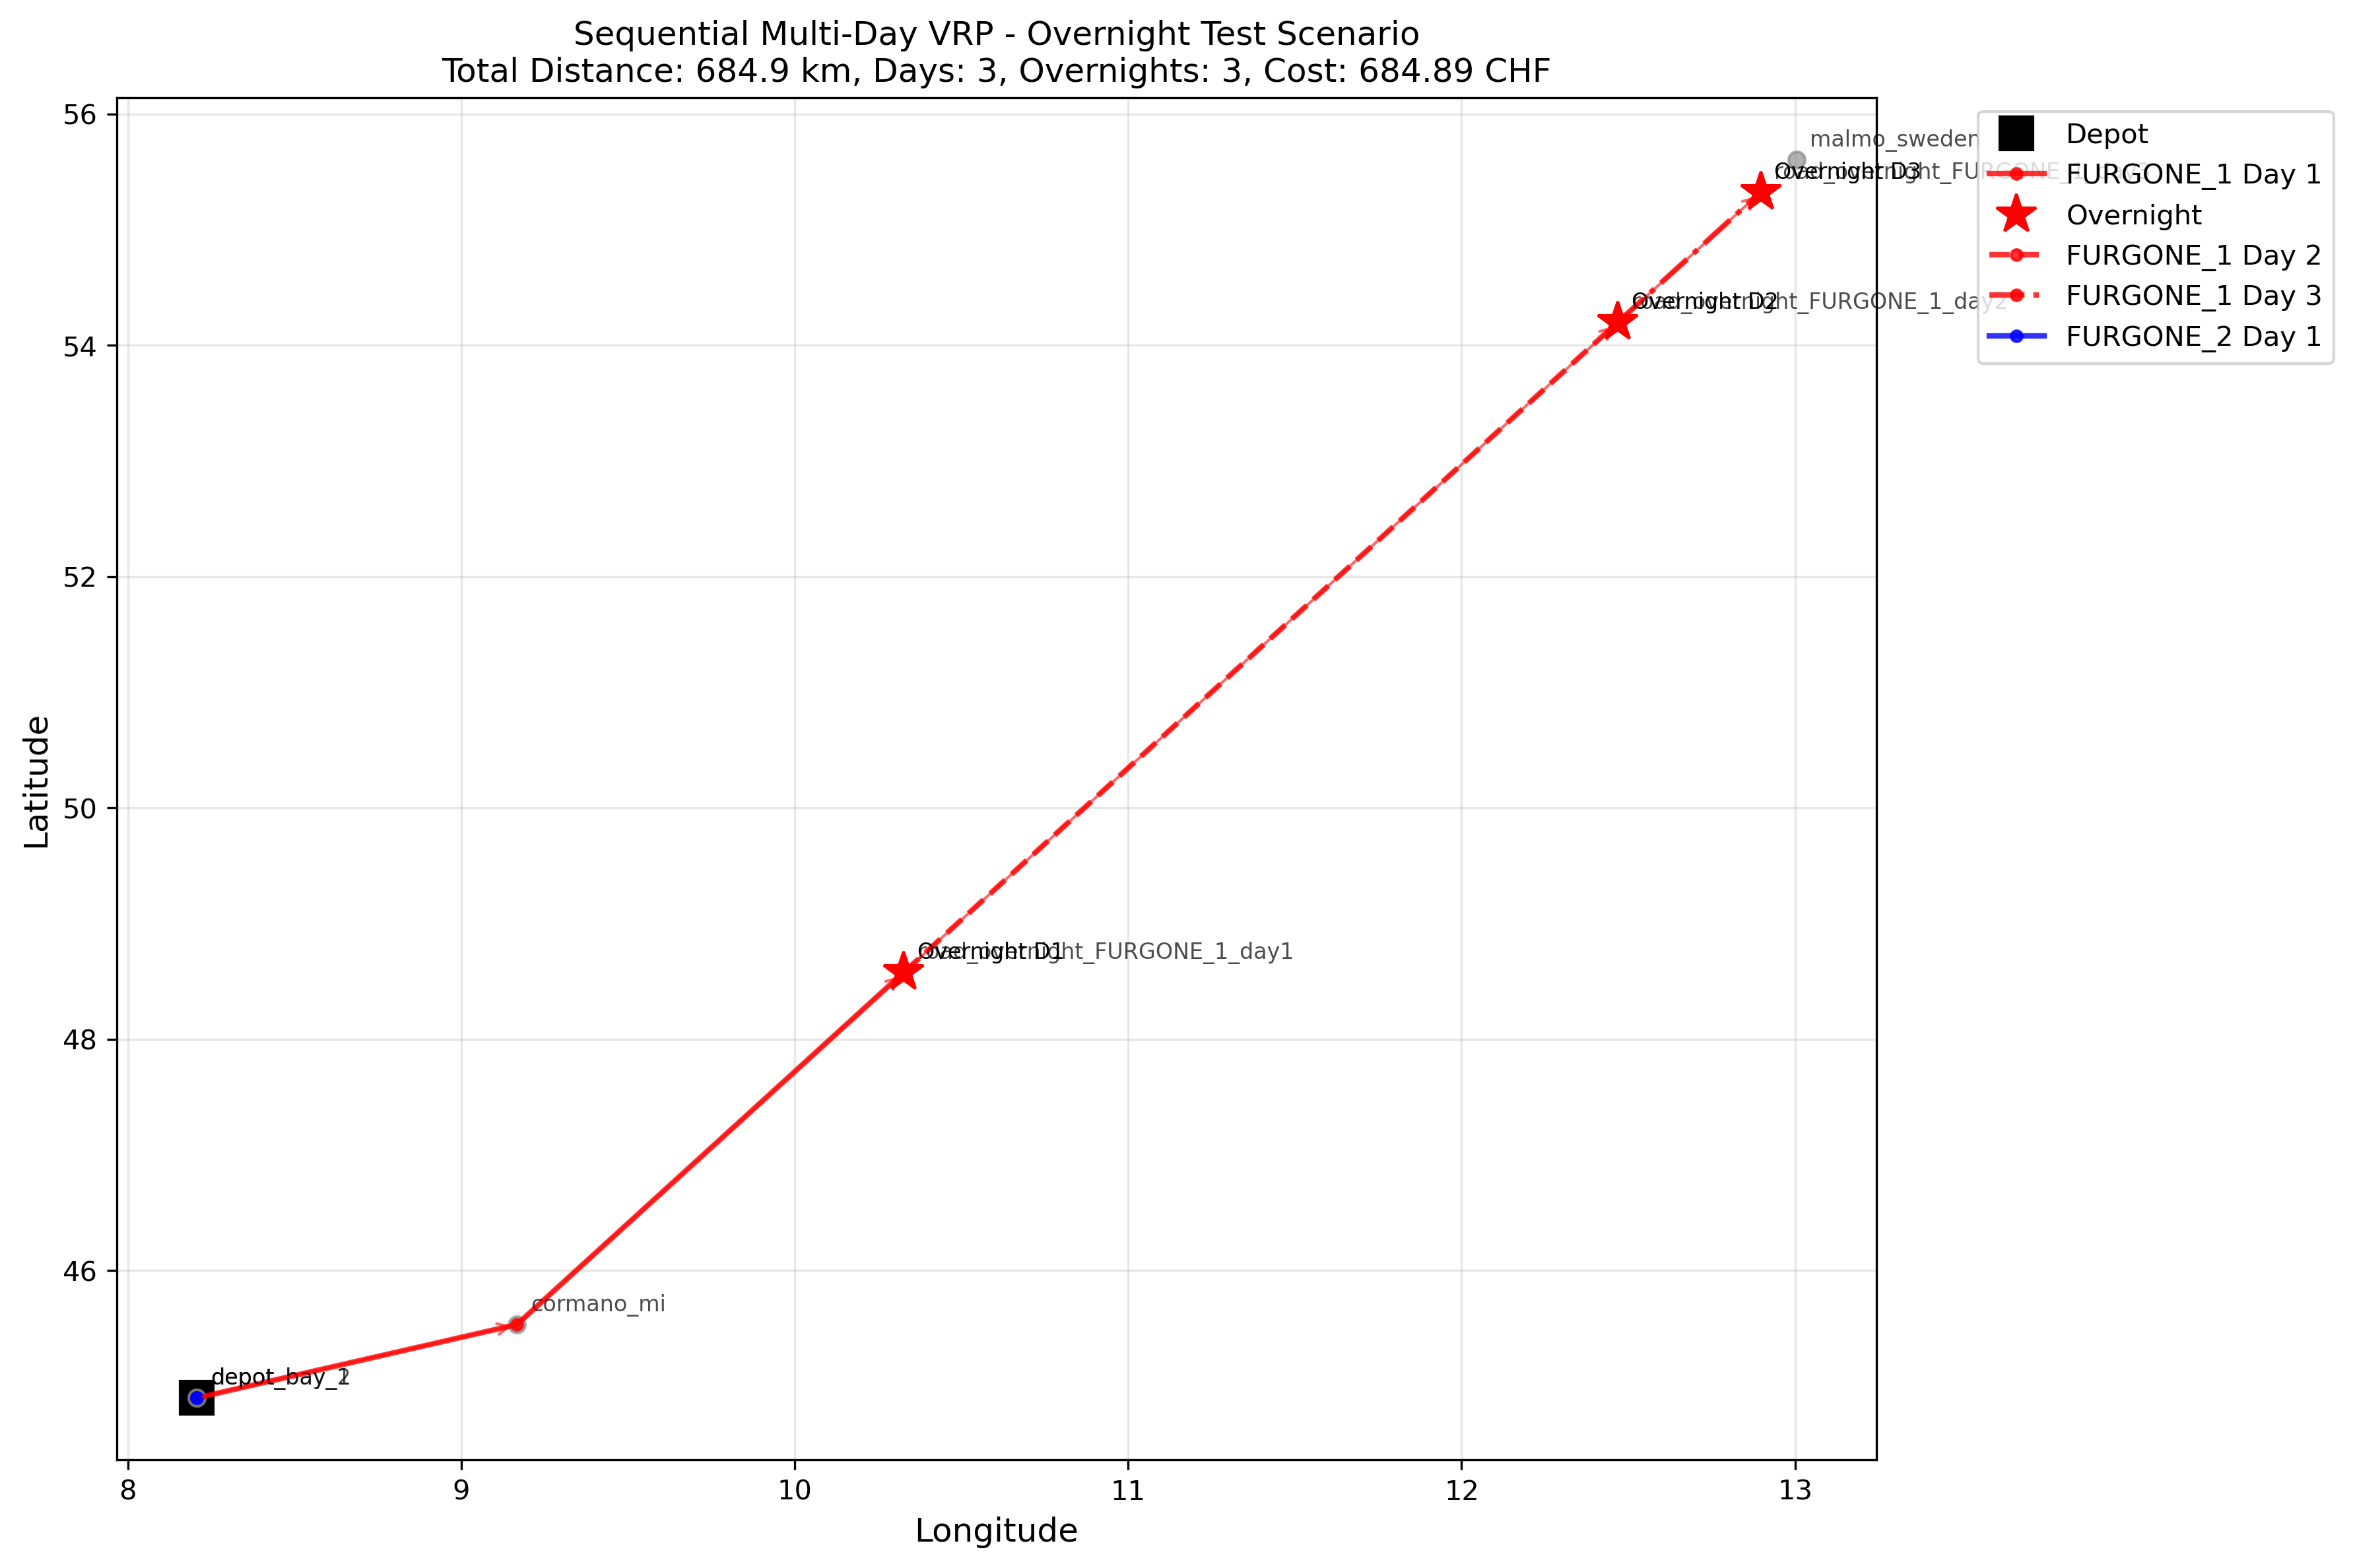 Sequential Multi-Day VRP - Overnight Test Scenario
Total Distance: 684.9 km, Days: 3, Overnights: 3, Cost: 684.89 CHF
56
54
52
50
48
46
Latitude
8
9
10
11
12
13
Longitude
malmo_sweden
Overnight D3
Overnight D2
road_overnight_FURGONE_1_day2
Overnight D1
road_overnight_FURGONE_1_day1
cormano_mi
Depot
FURGONE_1 Day 1
Overnight
FURGONE_1 Day 2
FURGONE_1 Day 3
FURGONE_2 Day 1